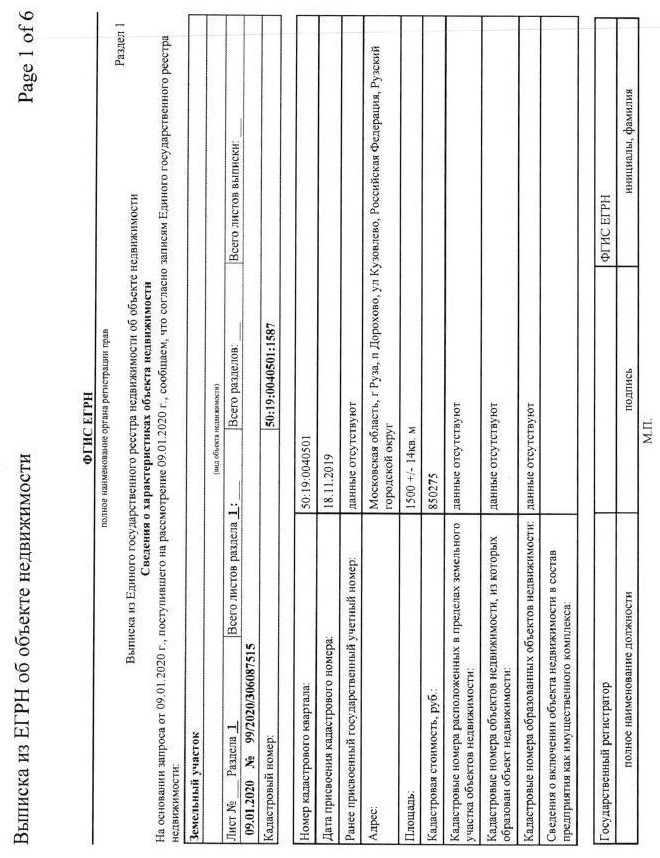 Выписка из ЕГРН об объекте недвижимости
Page 1 of 6
ФГИС ЕГРН
полное наименование органа регистрации прав
Раздел 1
Выписка из Единого государственного реестра недвижимости об объекте недвижимости
Сведения о характеристиках объекта недвижимости
На основании запроса от 09.01.2020 г., поступившего на рассмотрение 09.01.2020 г., сообщаем, что согласно записям Единого государственного реестра
недвижимости:
Земельный участок
(вид объекта недвижимости)
Лист № ___ Раздела 1
Всего листов раздела 1 : ___
Всего разделов: ___
Всего листов выписки: ___
09.01.2020 № 99/2020/306087515
Кадастровый номер:
50:19:0040501:1587
Номер кадастрового квартала:
50:19:0040501
Дата присвоения кадастрового номера:
18.11.2019
Ранее присвоенный государственный учетный номер:
данные отсутствуют
Адрес:
Московская область, г Руза, п Дорохово, ул Кузовлево, Российская Федерация, Рузский
городской округ
Площадь:
1500 +/- 14кв. м
Кадастровая стоимость, руб.:
850275
Кадастровые номера расположенных в пределах земельного
участка объектов недвижимости:
данные отсутствуют
Кадастровые номера объектов недвижимости, из которых
образован объект недвижимости:
данные отсутствуют
Кадастровые номера образованных объектов недвижимости:
данные отсутствуют
Сведения о включении объекта недвижимости в состав
предприятия как имущественного комплекса:
Государственный регистратор
ФГИС ЕГРН
полное наименование должности
подпись
инициалы, фамилия
М.П.